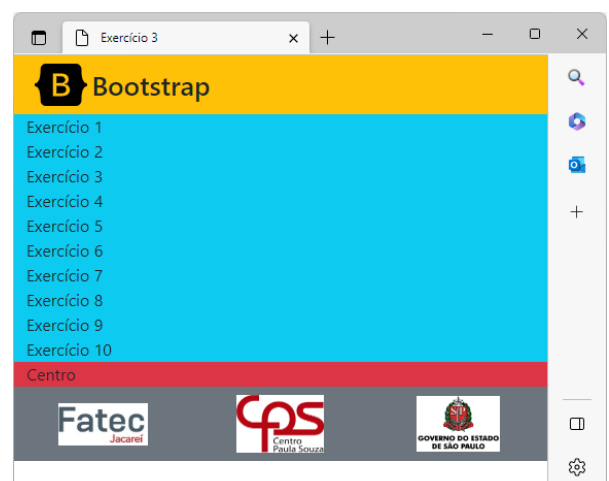 Exercício 3
B Bootstrap
Exercício 1
Exercício 2
Exercício 3
Exercício 4
Exercício 5
Exercício 6
Exercício 7
Exercício 8
Exercício 9
Exercício 10
Centro
Fatec
Jacareí
CPS
Centro
Paula Souza
GOVERNO DO ESTADO
DE SÃO PAULO